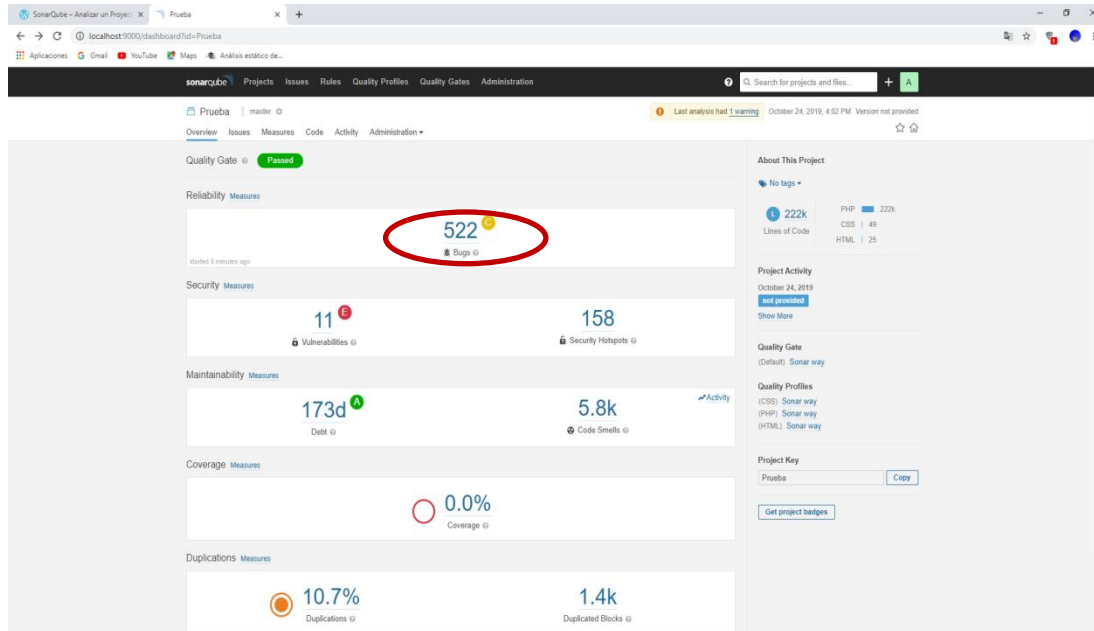 SonarQube – Analizar un Proyec
Prueba
localhost:9000/dashboard?id=Prueba
Aplicaciones Gmail YouTube Maps Análisis estático de...
sonarqube Projects Issues Rules Quality Profiles Quality Gates Administration Search for projects and files... A
Prueba master
Last analysis had 1 warning October 24, 2019, 4:02 PM Version not provided
Overview Issues Measures Code Activity Administration
Quality Gate Passed
Reliability Measures
522 C
Bugs
started 5 minutes ago
Security Measures
11 E
Vulnerabilities
158
Security Hotspots
Maintainability Measures
173d A
Debt
5.8k
Code Smells
Activity
Coverage Measures
0.0%
Coverage
Duplications Measures
10.7%
Duplications
1.4k
Duplicated Blocks
About This Project
No tags
L 222k
Lines of Code
PHP 222k
CSS 49
HTML 25
Project Activity
October 24, 2019
not provided
Show More
Quality Gate
(Default) Sonar way
Quality Profiles
(CSS) Sonar way
(PHP) Sonar way
(HTML) Sonar way
Project Key
Prueba Copy
Get project badges